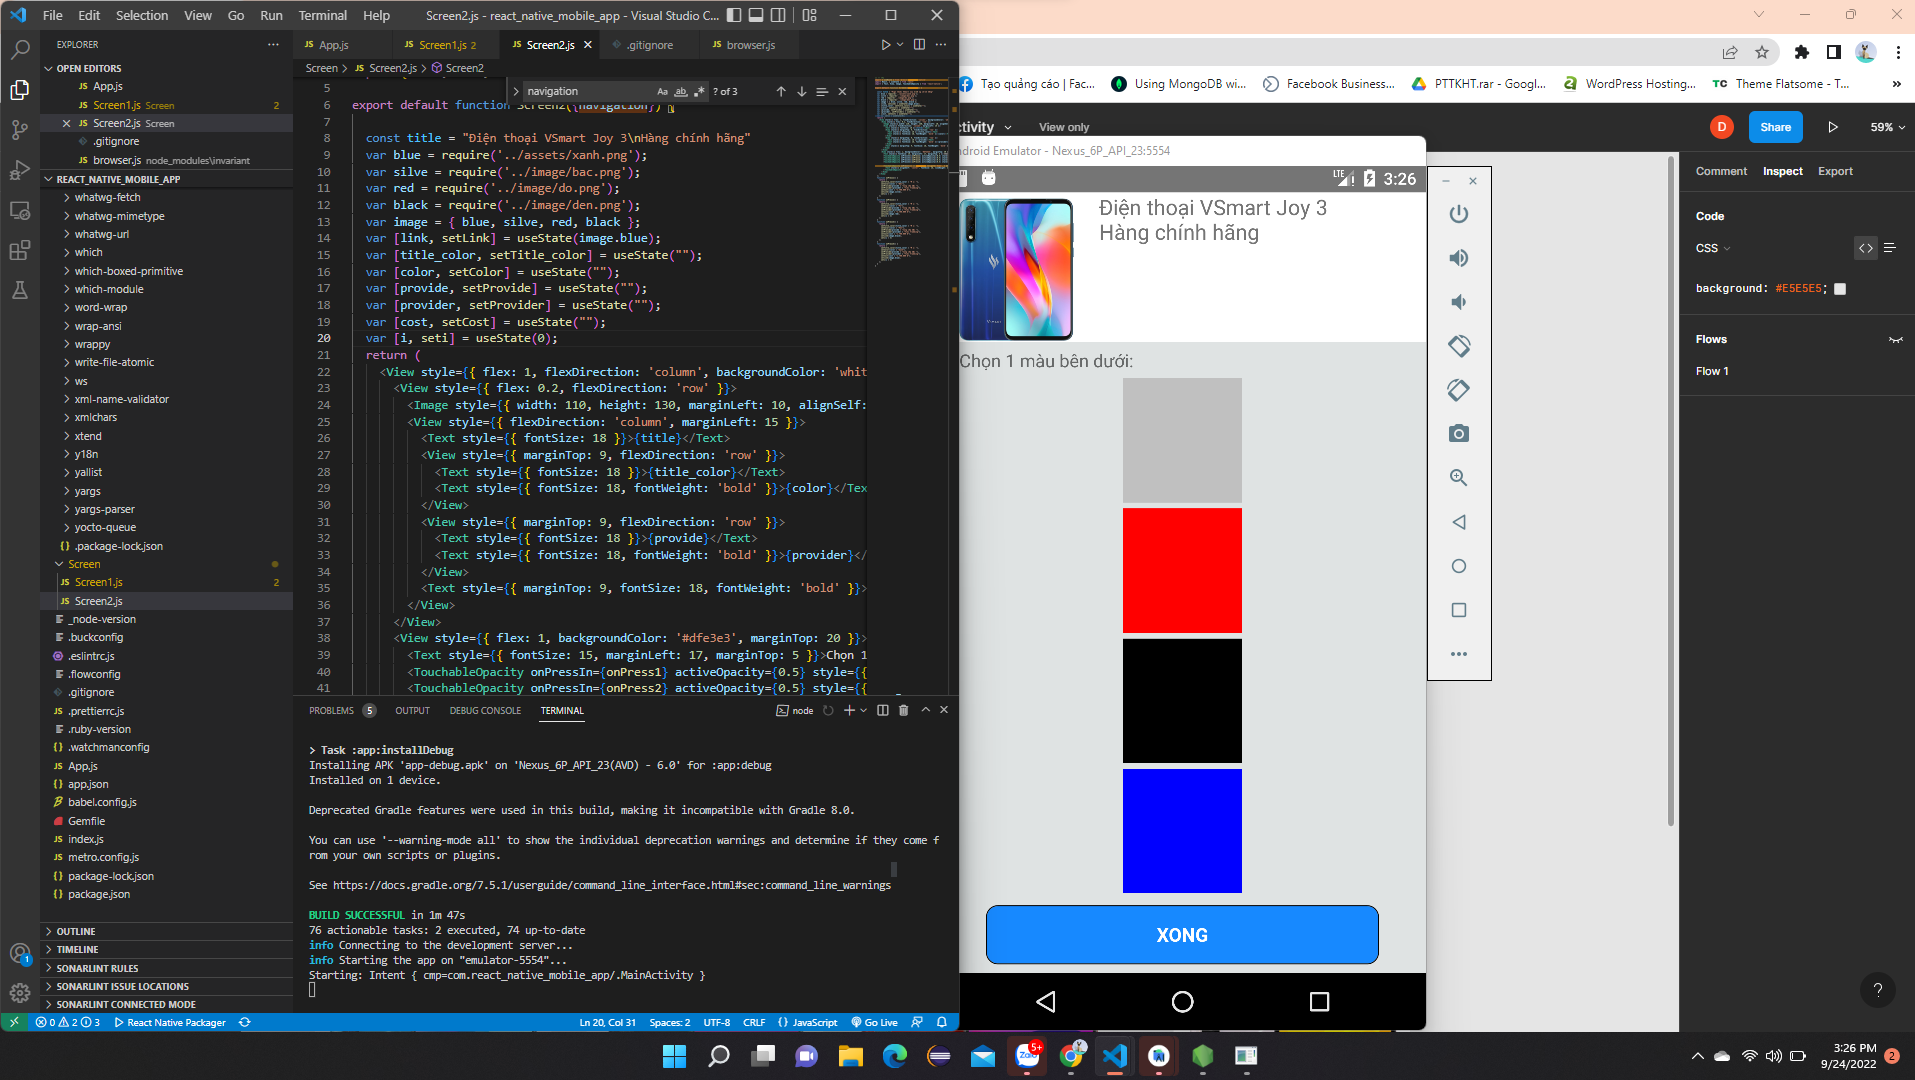 File Edit Selection View Go Run Terminal Help
Screen2.js - react_native_mobile_app - Visual Studio C...
EXPLORER
OPEN EDITORS
App.js
Screen1.js Screen 2
Screen2.js Screen
.gitignore
browser.js node_modules\invariant
REACT_NATIVE_MOBILE_APP
whatwg-fetch
whatwg-mimetype
whatwg-url
which
which-boxed-primitive
which-module
word-wrap
wrap-ansi
wrappy
write-file-atomic
ws
xml-name-validator
xmlchars
xtend
y18n
yallist
yargs
yargs-parser
yocto-queue
.package-lock.json
Screen
JS Screen1.js 2
JS Screen2.js
_node-version
.buckconfig
.eslintrc.js
.flowconfig
.gitignore
JS .prettierrc.js
.ruby-version
.watchmanconfig
JS App.js
app.json
babel.config.js
Gemfile
JS index.js
JS metro.config.js
package-lock.json
package.json
OUTLINE
TIMELINE
SONARLINT RULES
SONARLINT ISSUE LOCATIONS
SONARLINT CONNECTED MODE
JS App.js JS Screen1.js 2 JS Screen2.js .gitignore JS browser.js
Screen > JS Screen2.js > Screen2
navigation Aa ab ? of 3
5
6 export default function Screen2({navigation}) {
7
8 const title = "Điện thoại VSmart Joy 3\nHàng chính hãng"
9 var blue = require('../assets/xanh.png');
10 var silve = require('../image/bac.png');
11 var red = require('../image/do.png');
12 var black = require('../image/den.png');
13 var image = { blue, silve, red, black };
14 var [link, setLink] = useState(image.blue);
15 var [title_color, setTitle_color] = useState("");
16 var [color, setColor] = useState("");
17 var [provide, setProvide] = useState("");
18 var [provider, setProvider] = useState("");
19 var [cost, setCost] = useState("");
20 var [i, seti] = useState(0);
21 return (
22 <View style={{ flex: 1, flexDirection: 'column', backgroundColor: 'whit
23 <View style={{ flex: 0.2, flexDirection: 'row' }}>
24 <Image style={{ width: 110, height: 130, marginLeft: 10, alignSelf:
25 <View style={{ flexDirection: 'column', marginLeft: 15 }}>
26 <Text style={{ fontSize: 18 }}>{title}</Text>
27 <View style={{ marginTop: 9, flexDirection: 'row' }}>
28 <Text style={{ fontSize: 18 }}>{title_color}</Text>
29 <Text style={{ fontSize: 18, fontWeight: 'bold' }}>{color}</Tex
30 </View>
31 <View style={{ marginTop: 9, flexDirection: 'row' }}>
32 <Text style={{ fontSize: 18 }}>{provide}</Text>
33 <Text style={{ fontSize: 18, fontWeight: 'bold' }}>{provider}</
34 </View>
35 <Text style={{ marginTop: 9, fontSize: 18, fontWeight: 'bold' }}>
36 </View>
37 </View>
38 <View style={{ flex: 1, backgroundColor: '#dfe3e3', marginTop: 20 }}>
39 <Text style={{ fontSize: 15, marginLeft: 17, marginTop: 5 }}>Chọn 1
40 <TouchableOpacity onPressIn={onPress1} activeOpacity={0.5} style={{
41 <TouchableOpacity onPressIn={onPress2} activeOpacity={0.5} style={{
PROBLEMS 5 OUTPUT DEBUG CONSOLE TERMINAL node
> Task :app:installDebug
Installing APK 'app-debug.apk' on 'Nexus_6P_API_23(AVD) - 6.0' for :app:debug
Installed on 1 device.
Deprecated Gradle features were used in this build, making it incompatible with Gradle 8.0.
You can use '--warning-mode all' to show the individual deprecation warnings and determine if they come f
rom your own scripts or plugins.
See https://docs.gradle.org/7.5.1/userguide/command_line_interface.html#sec:command_line_warnings
BUILD SUCCESSFUL in 1m 47s
76 actionable tasks: 2 executed, 74 up-to-date
info Connecting to the development server...
info Starting the app on "emulator-5554"...
Starting: Intent { cmp=com.react_native_mobile_app/.MainActivity }
0 2 3 React Native Packager
Ln 20, Col 31 Spaces: 2 UTF-8 CRLF JavaScript Go Live
Tạo quảng cáo | Fac... Using MongoDB wi... Facebook Business... PTTKHT.rar - Googl... WordPress Hosting... TC Theme Flatsome - T... »
ctivity View only D Share 59%
ndroid Emulator - Nexus_6P_API_23:5554
LTE 3:26
Điện thoại VSmart Joy 3
Hàng chính hãng
Chọn 1 màu bên dưới:
XONG
Comment Inspect Export
Code
CSS
background: #E5E5E5;
Flows
Flow 1
?
Zalo 5+
3:26 PM
9/24/2022
2